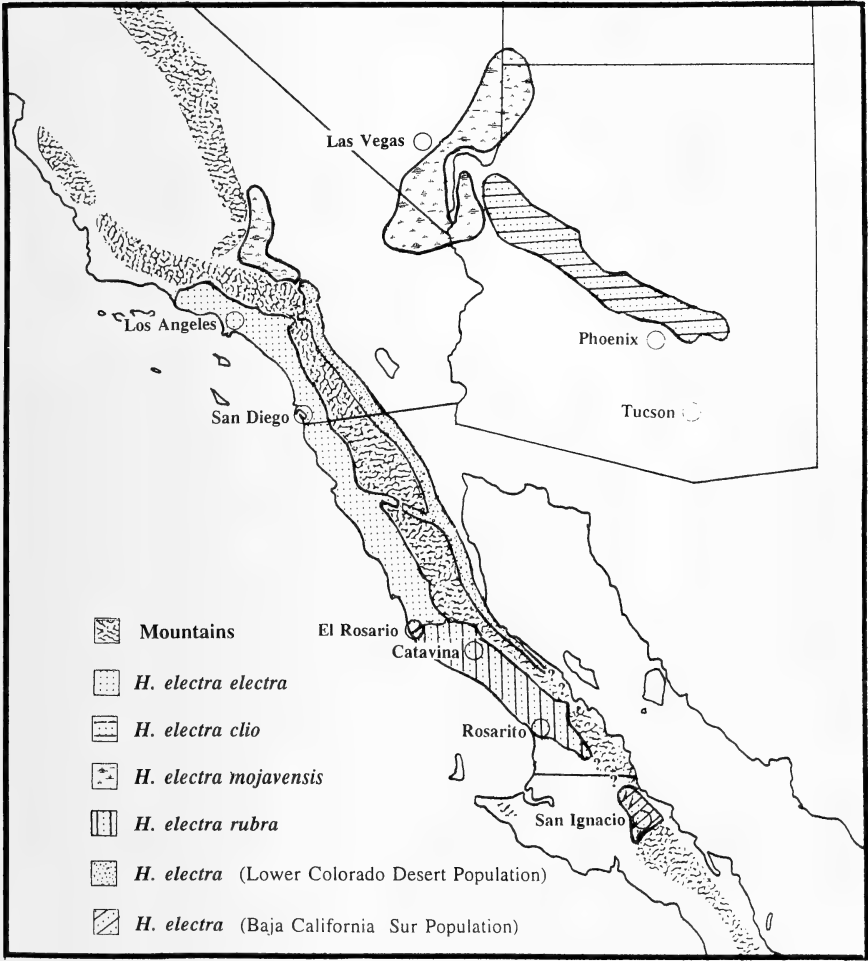 Las Vegas
Los Angeles
Phoenix
San Diego
Tucson
El Rosario
Catavina
Rosarito
San Ignacio
? ?
?
?
Mountains
H. electra electra
H. electra clio
H. electra mojavensis
H. electra rubra
H. electra (Lower Colorado Desert Population)
H. electra (Baja California Sur Population)